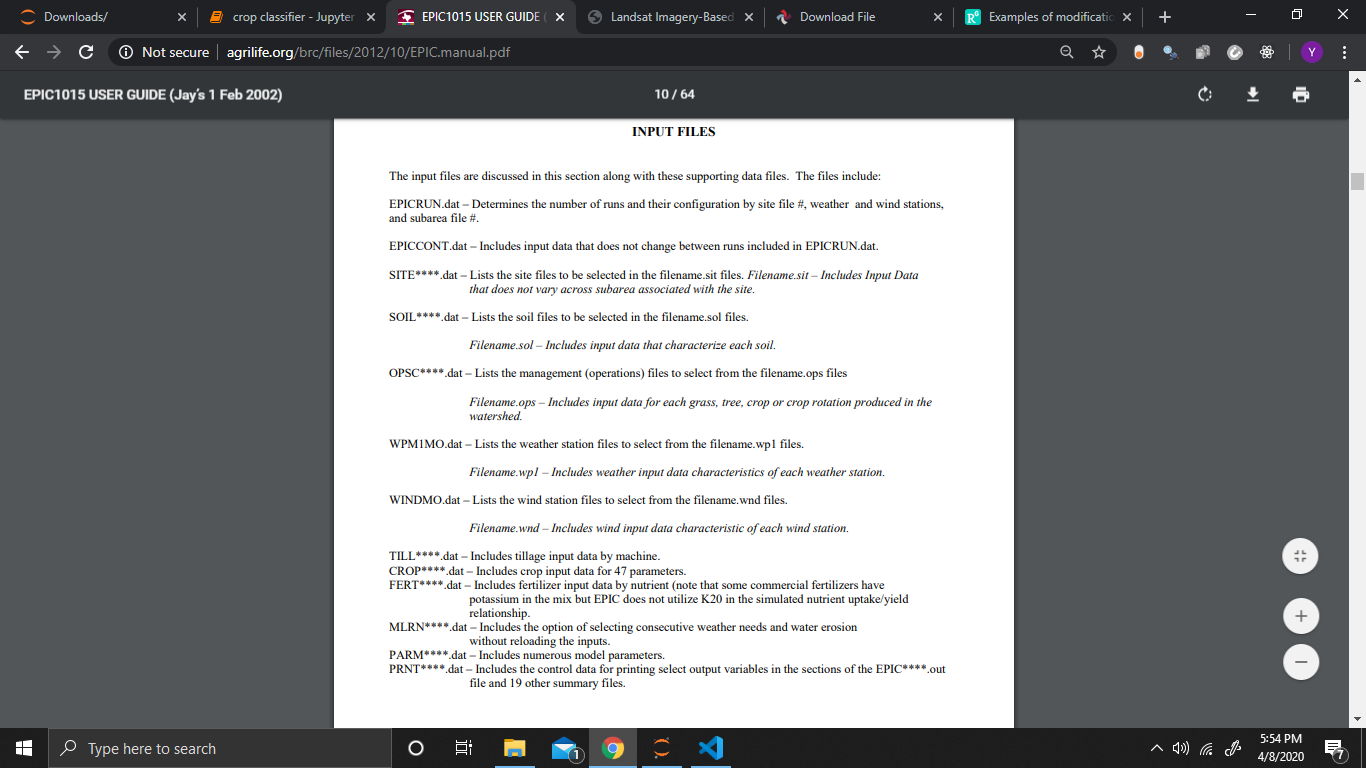 Downloads/
crop classifier - Jupyter
EPIC1015 USER GUIDE (
Landsat Imagery-Based
Download File
Examples of modificatio
Not secure
agrilife.org/brc/files/2012/10/EPIC.manual.pdf
Y
EPIC1015 USER GUIDE (Jay's 1 Feb 2002)
10 / 64
INPUT FILES
The input files are discussed in this section along with these supporting data files. The files include:
EPICRUN.dat – Determines the number of runs and their configuration by site file #, weather and wind stations,
and subarea file #.
EPICCONT.dat – Includes input data that does not change between runs included in EPICRUN.dat.
SITE****.dat – Lists the site files to be selected in the filename.sit files. Filename.sit – Includes Input Data
that does not vary across subarea associated with the site.
SOIL****.dat – Lists the soil files to be selected in the filename.sol files.
Filename.sol – Includes input data that characterize each soil.
OPSC****.dat – Lists the management (operations) files to select from the filename.ops files
Filename.ops – Includes input data for each grass, tree, crop or crop rotation produced in the
watershed.
WPM1MO.dat – Lists the weather station files to select from the filename.wp1 files.
Filename.wp1 – Includes weather input data characteristics of each weather station.
WINDMO.dat – Lists the wind station files to select from the filename.wnd files.
Filename.wnd – Includes wind input data characteristic of each wind station.
TILL****.dat – Includes tillage input data by machine.
CROP****.dat – Includes crop input data for 47 parameters.
FERT****.dat – Includes fertilizer input data by nutrient (note that some commercial fertilizers have
potassium in the mix but EPIC does not utilize K20 in the simulated nutrient uptake/yield
relationship.
MLRN****.dat – Includes the option of selecting consecutive weather needs and water erosion
without reloading the inputs.
PARM****.dat – Includes numerous model parameters.
PRNT****.dat – Includes the control data for printing select output variables in the sections of the EPIC****.out
file and 19 other summary files.
Type here to search
1
5:54 PM
4/8/2020
7